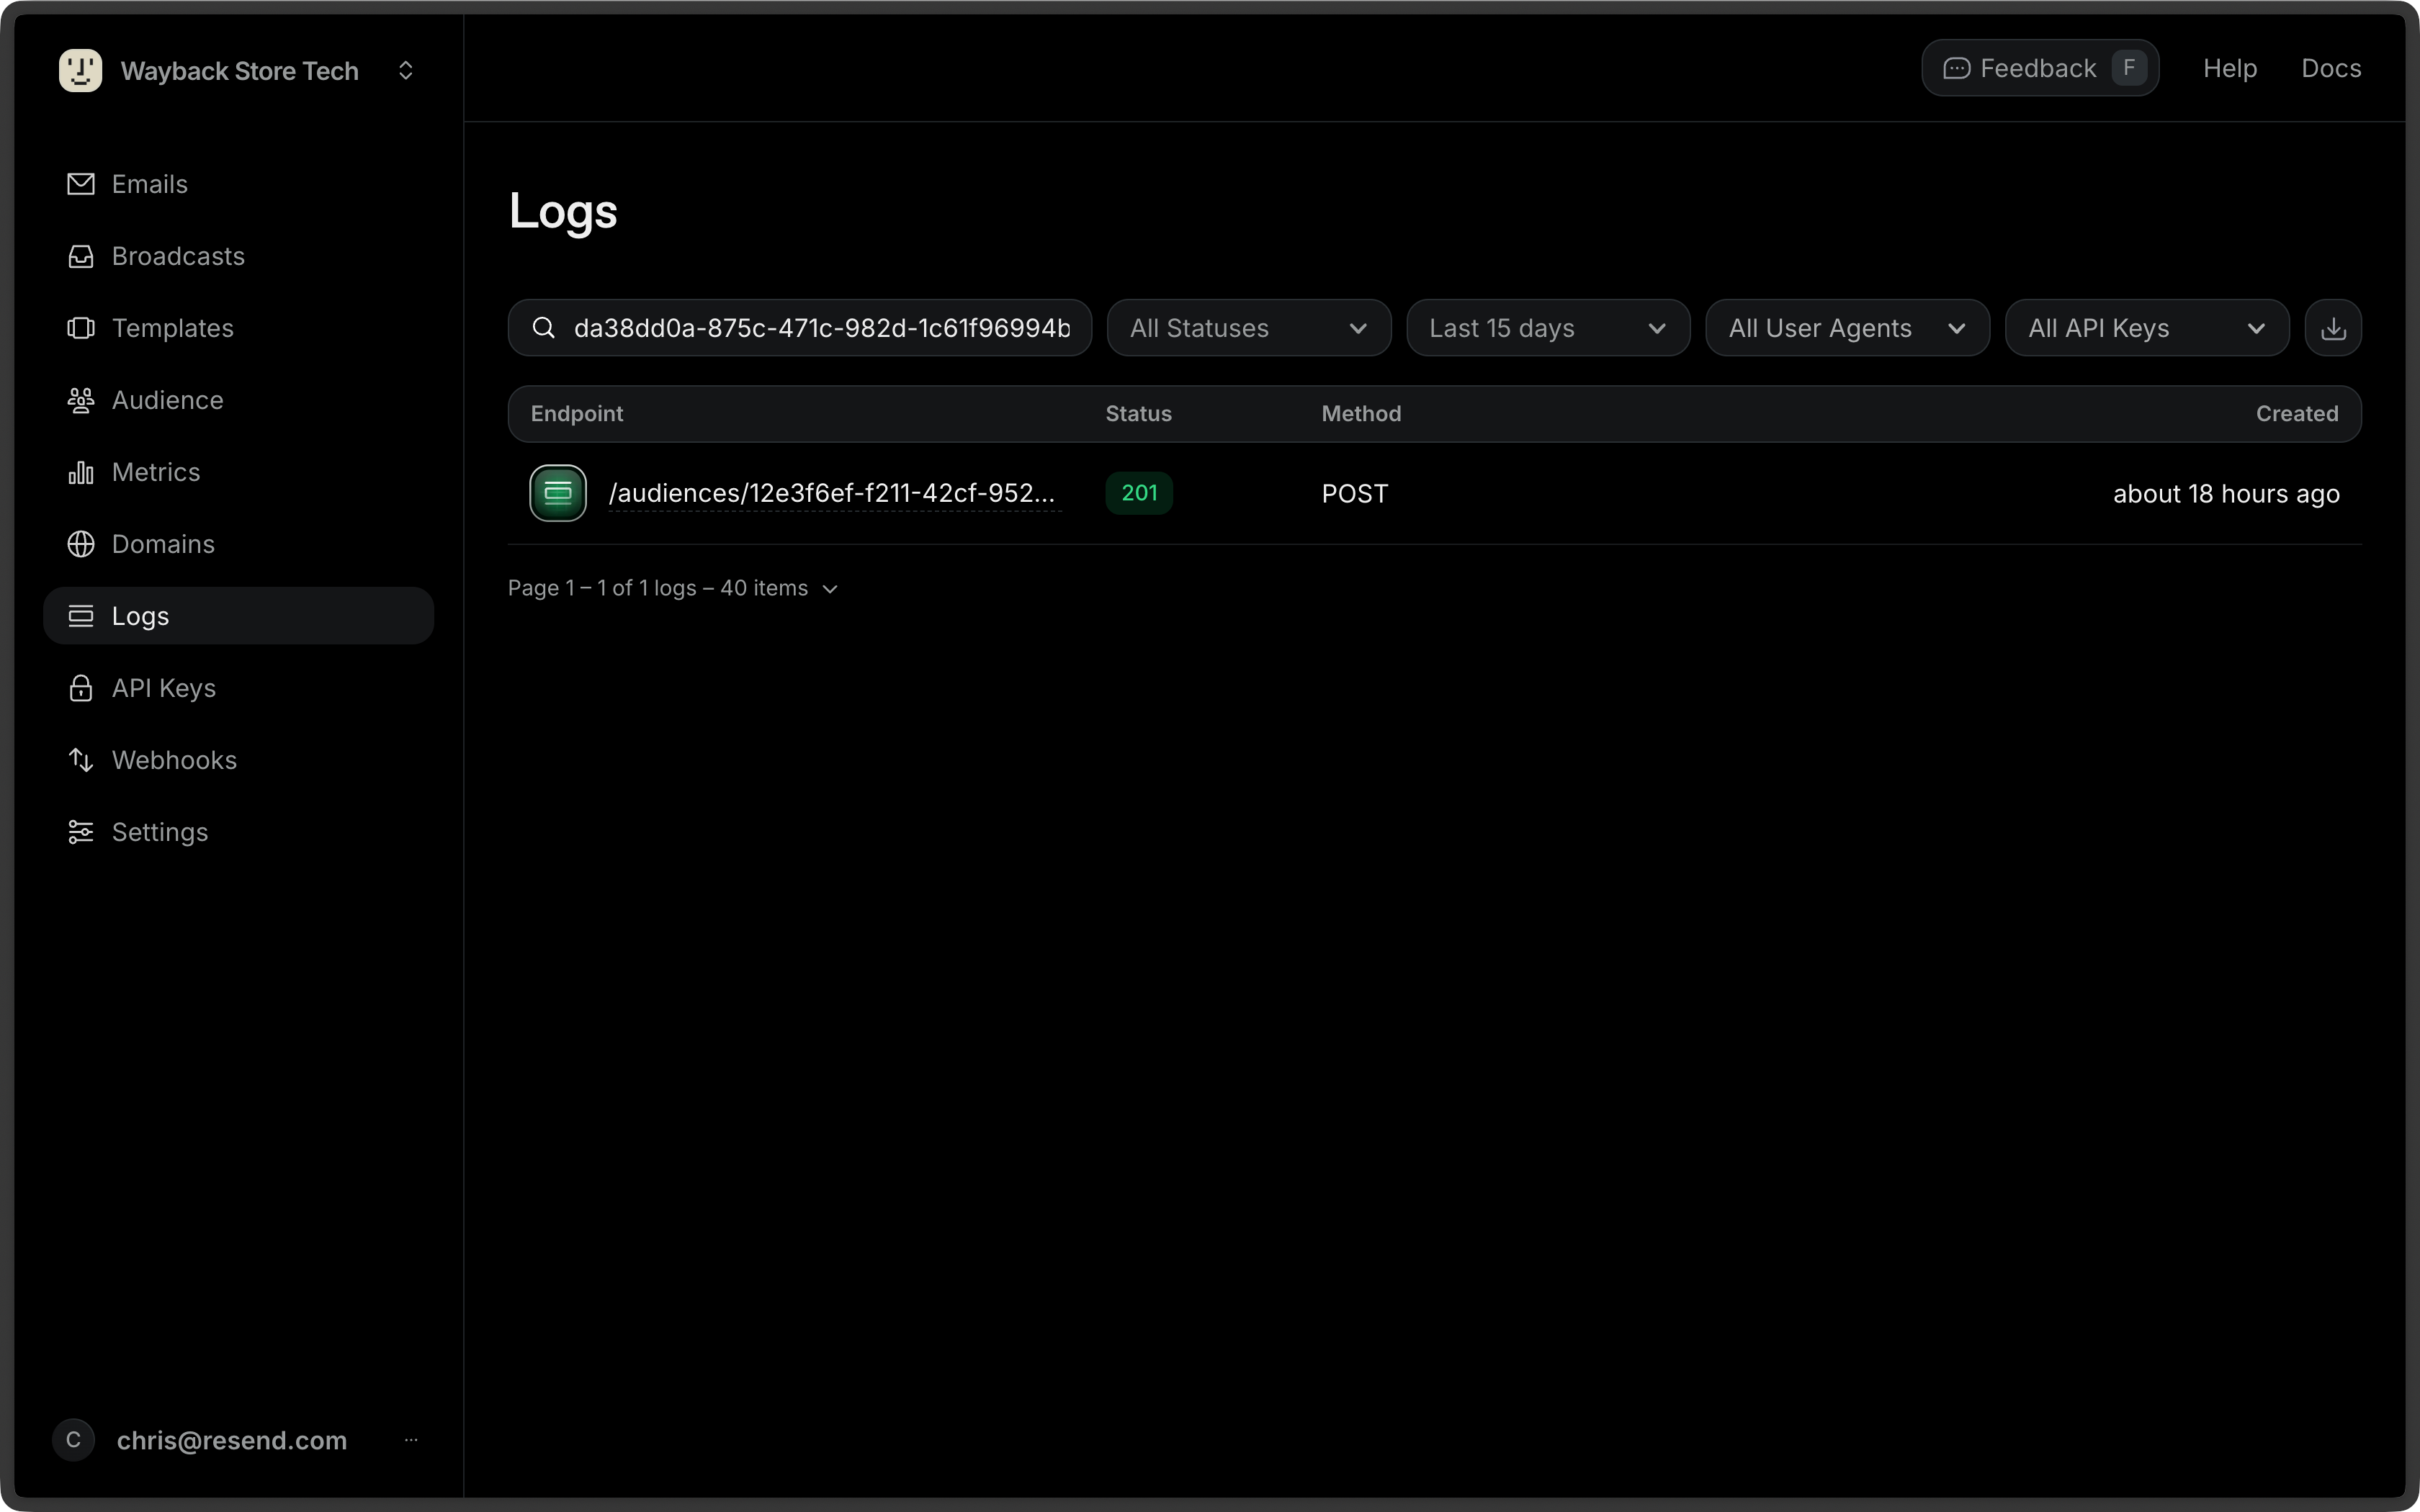 Wayback Store Tech
Feedback F
Help
Docs
Emails
Broadcasts
Templates
Audience
Metrics
Domains
Logs
API Keys
Webhooks
Settings
C chris@resend.com
Logs
da38dd0a-875c-471c-982d-1c61f96994b
All Statuses
Last 15 days
All User Agents
All API Keys
Endpoint Status Method Created
/audiences/12e3f6ef-f211-42cf-952... 201 POST about 18 hours ago
Page 1 – 1 of 1 logs – 40 items